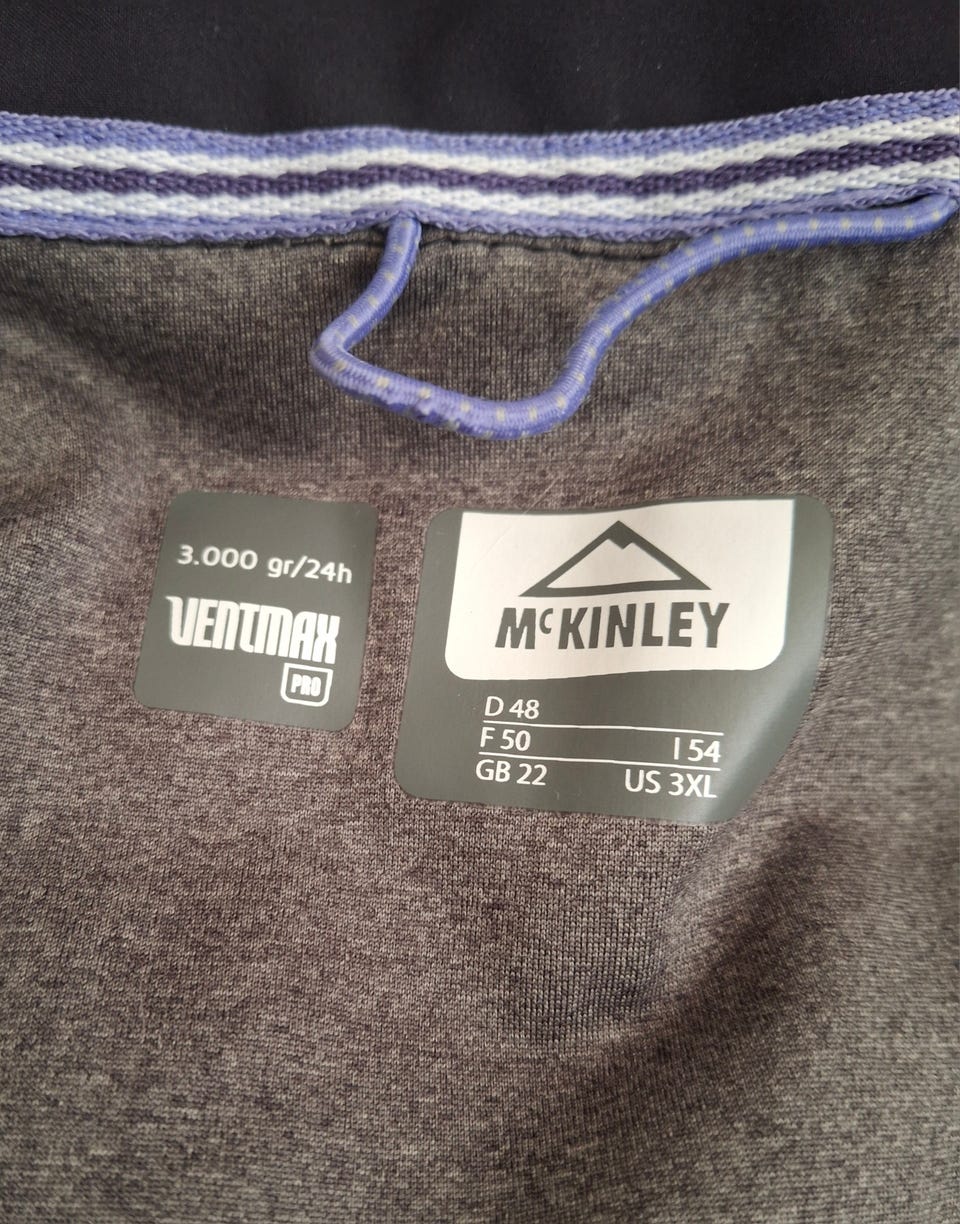 3.000 gr/24h
VENTMAX
PRO
McKINLEY
D 48
F 50 I 54
GB 22 US 3XL